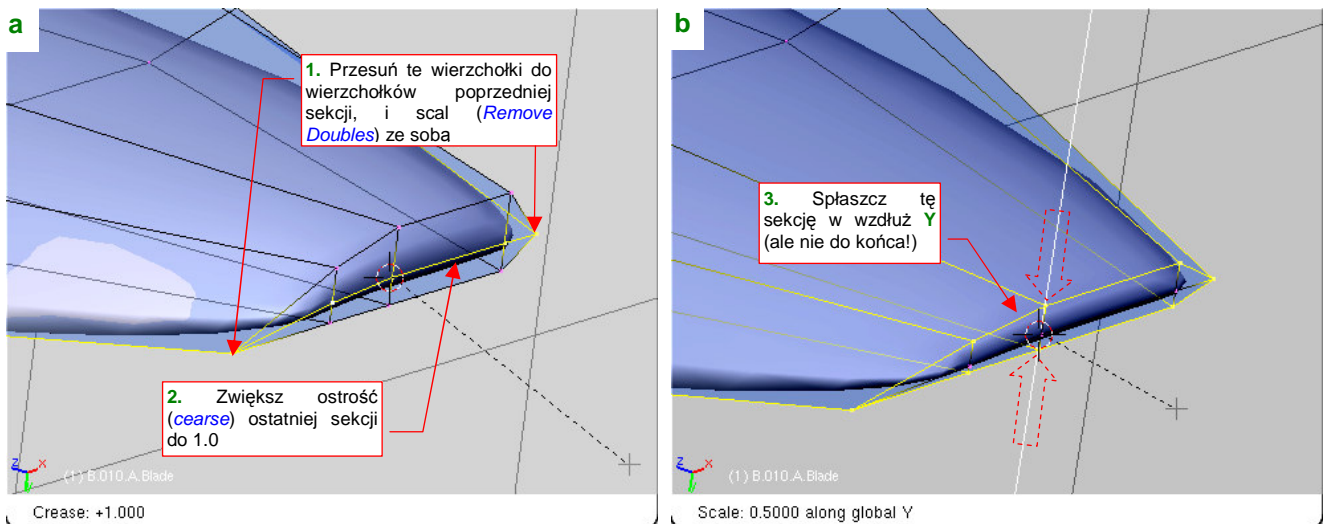 a
1. Przesuń te wierzchołki do
wierzchołków poprzedniej
sekcji, i scal (Remove
Doubles) ze soba
2. Zwiększ ostrość
(cearse) ostatniej sekcji
do 1.0
z x
y
(1) B.010.A.Blade
Crease: +1.000
b
3. Spłaszcz tę
sekcję w wzdłuż Y
(ale nie do końca!)
z x
y
(1) B.010.A.Blade
Scale: 0.5000 along global Y